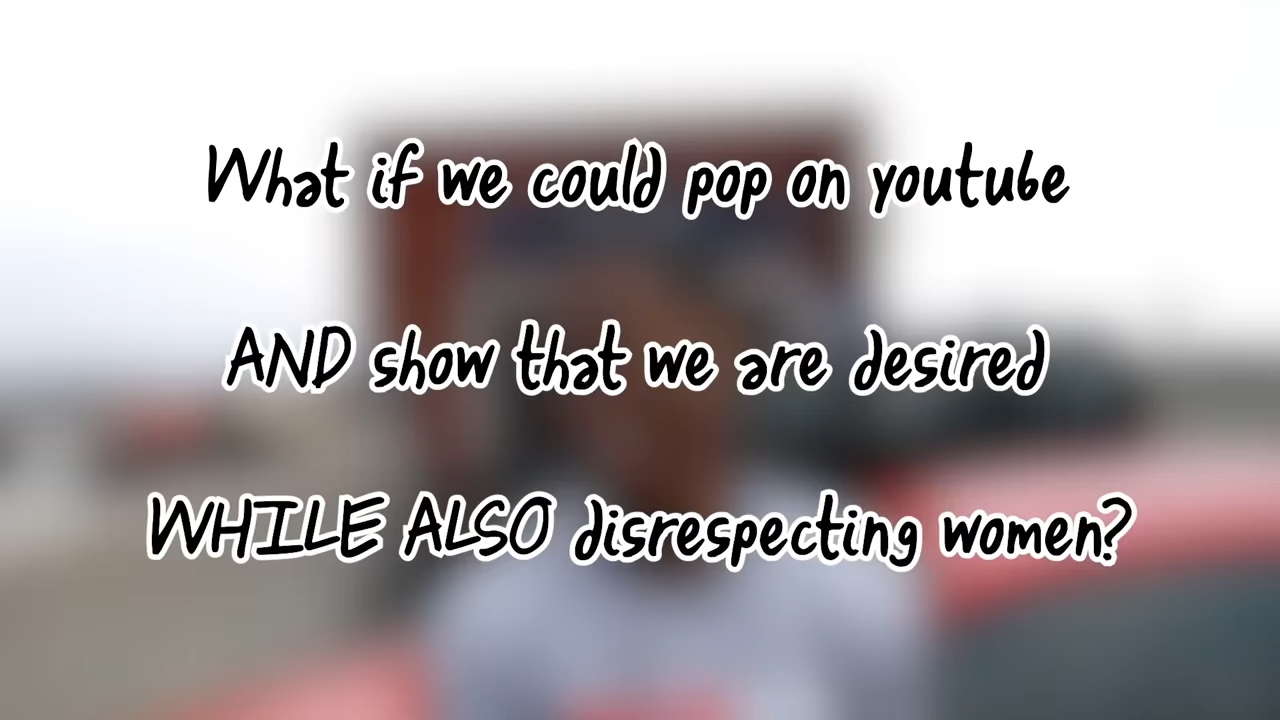 What if we could pop on youtube
AND show that we are desired
WHILE ALSO disrespecting women?